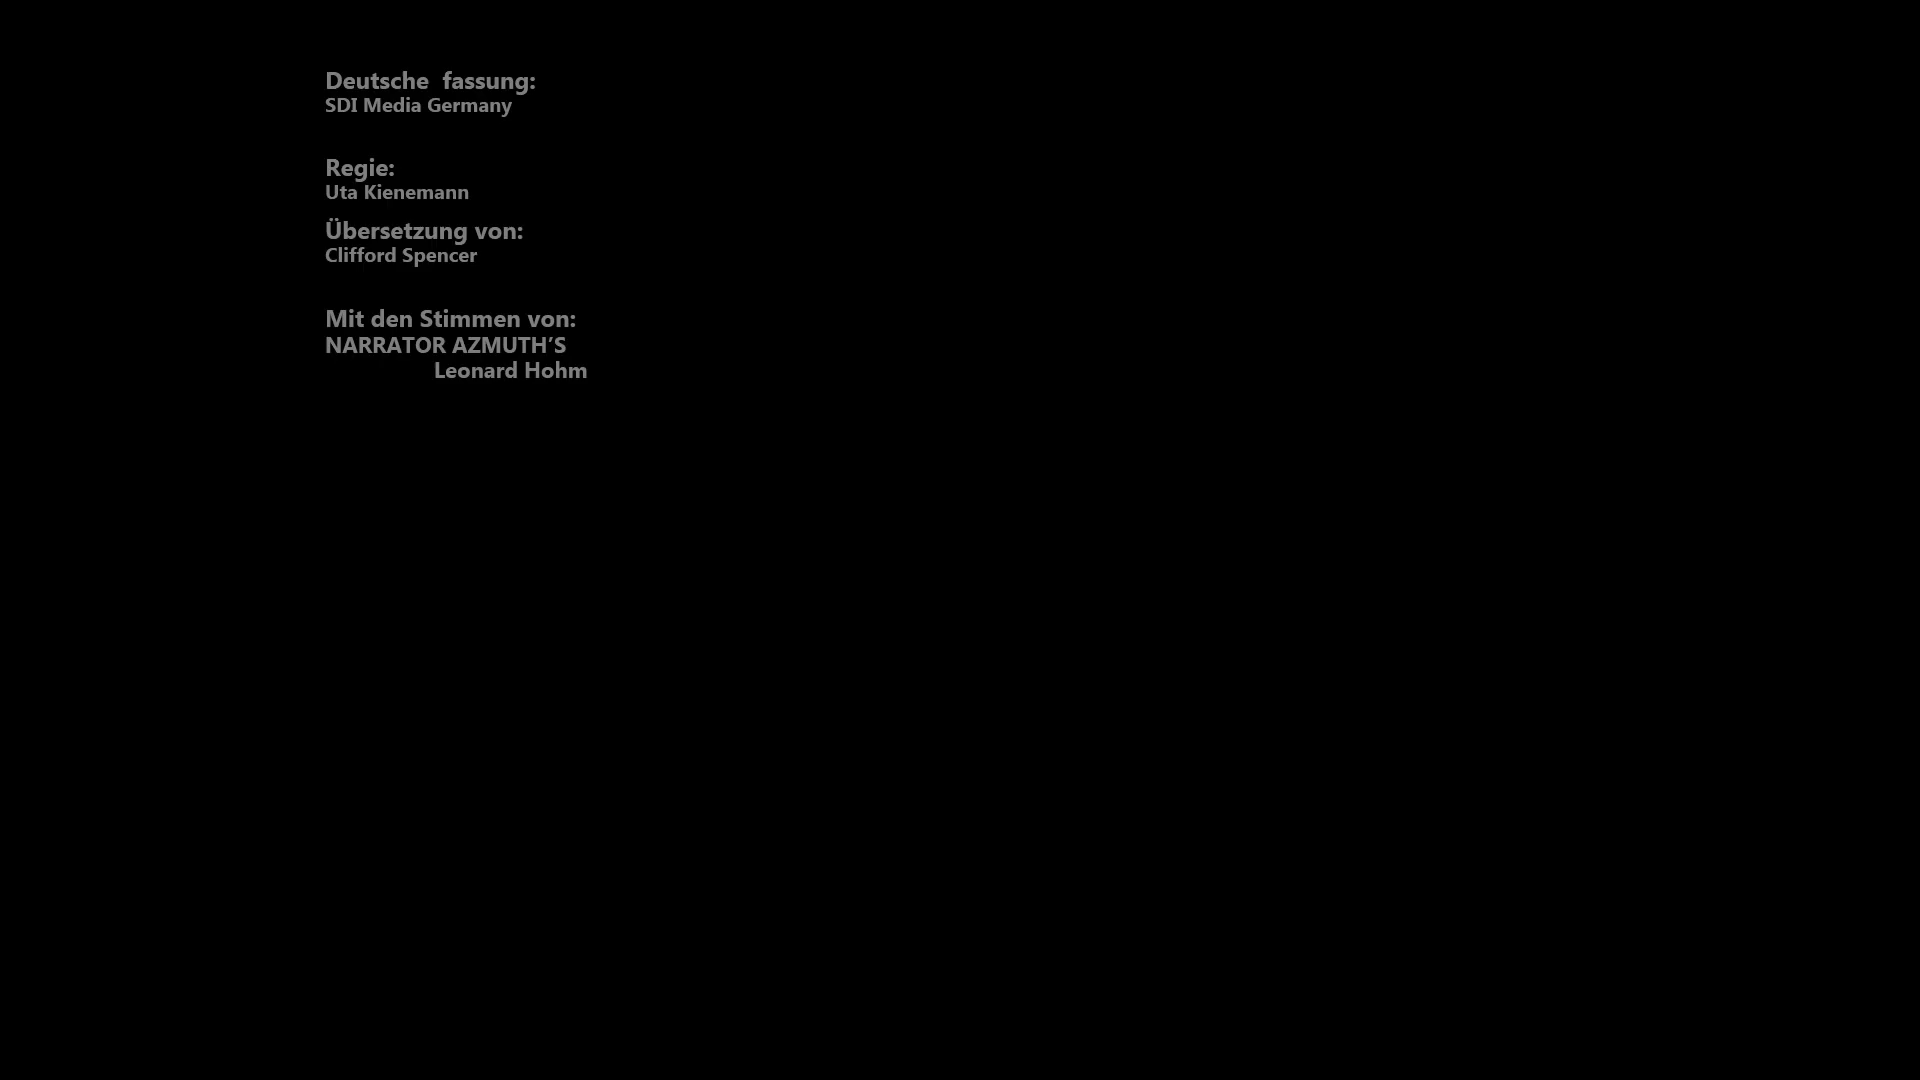 Deutsche  fassung:
SDI Media Germany
Regie:
Uta Kienemann
Übersetzung von:
Clifford Spencer
Mit den Stimmen von:
NARRATOR AZMUTH’S
Leonard Hohm